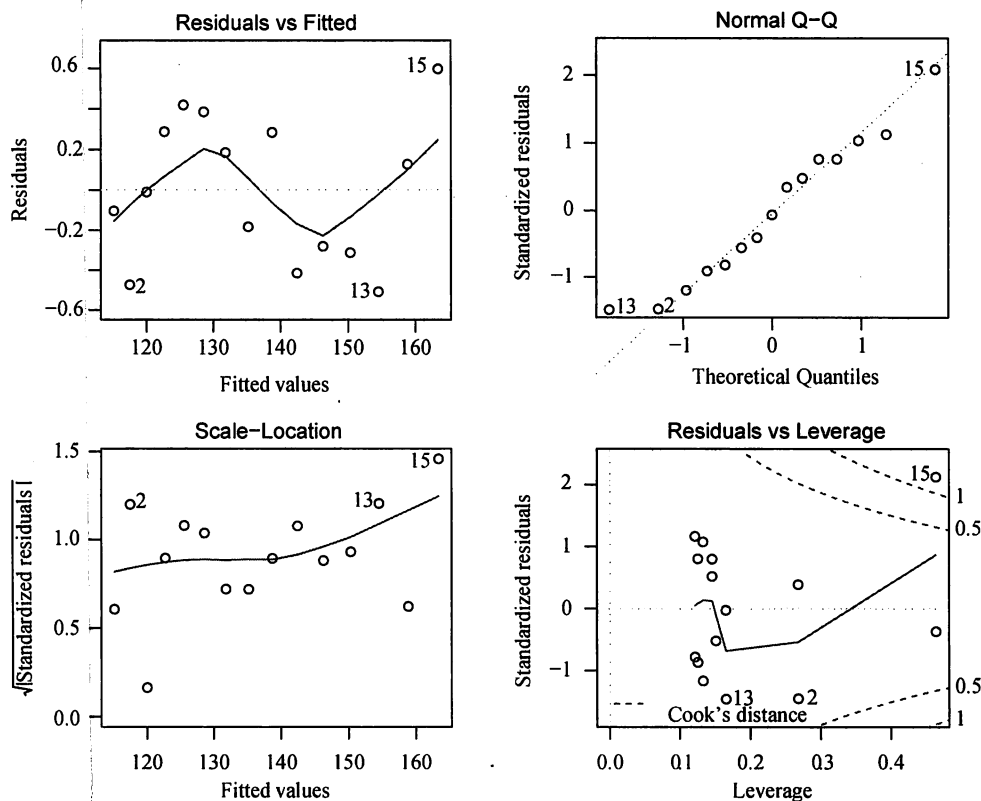 Residuals vs Fitted
Residuals
0.6
0.2
−0.2
−0.6
15
2
13
120 130 140 150 160
Fitted values
Normal Q−Q
Standardized residuals
2
1
0
−1
15
13
2
−1 0 1
Theoretical Quantiles
Scale−Location
√|Standardized residuals|
1.5
1.0
0.5
0.0
2
13
15
120 130 140 150 160
Fitted values
Residuals vs Leverage
Standardized residuals
2
1
0
−1
15
1
0.5
0.5
1
13
2
Cook's distance
0.0 0.1 0.2 0.3 0.4
Leverage